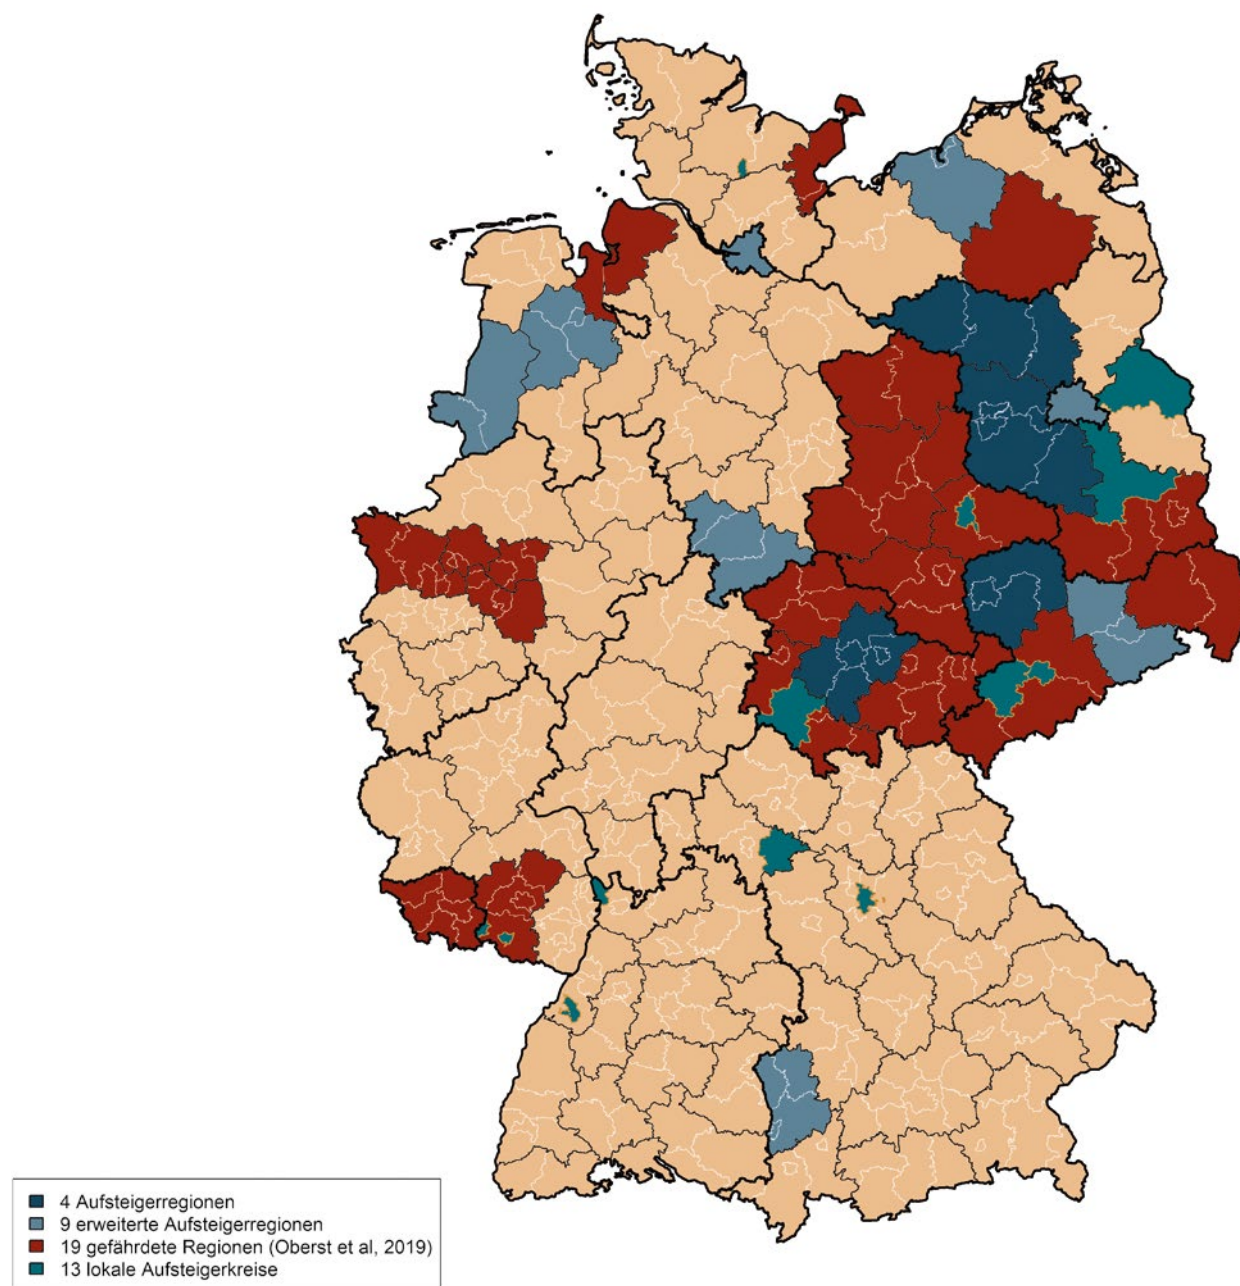 4 Aufsteigerregionen
9 erweiterte Aufsteigerregionen
19 gefährdete Regionen (Oberst et al, 2019)
13 lokale Aufsteigerkreise